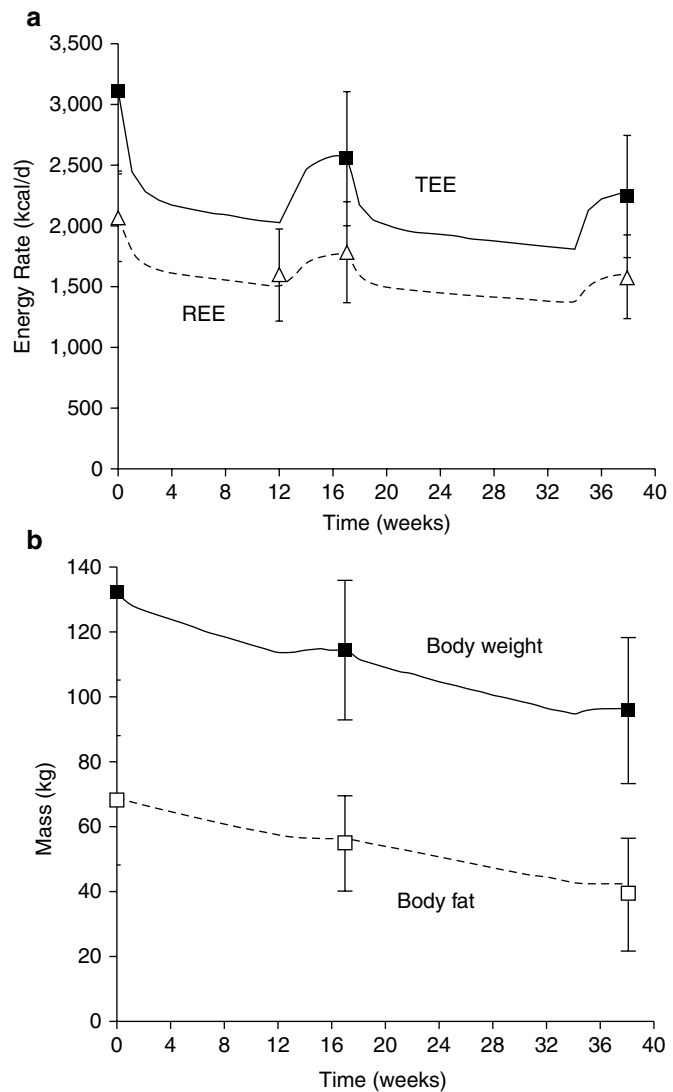 a
3,500
3,000
2,500
2,000
1,500
1,000
500
0
Energy Rate (kcal/d)
TEE
REE
0 4 8 12 16 20 24 28 32 36 40
Time (weeks)
b
140
120
100
80
60
40
20
0
Mass (kg)
Body weight
Body fat
0 4 8 12 16 20 24 28 32 36 40
Time (weeks)